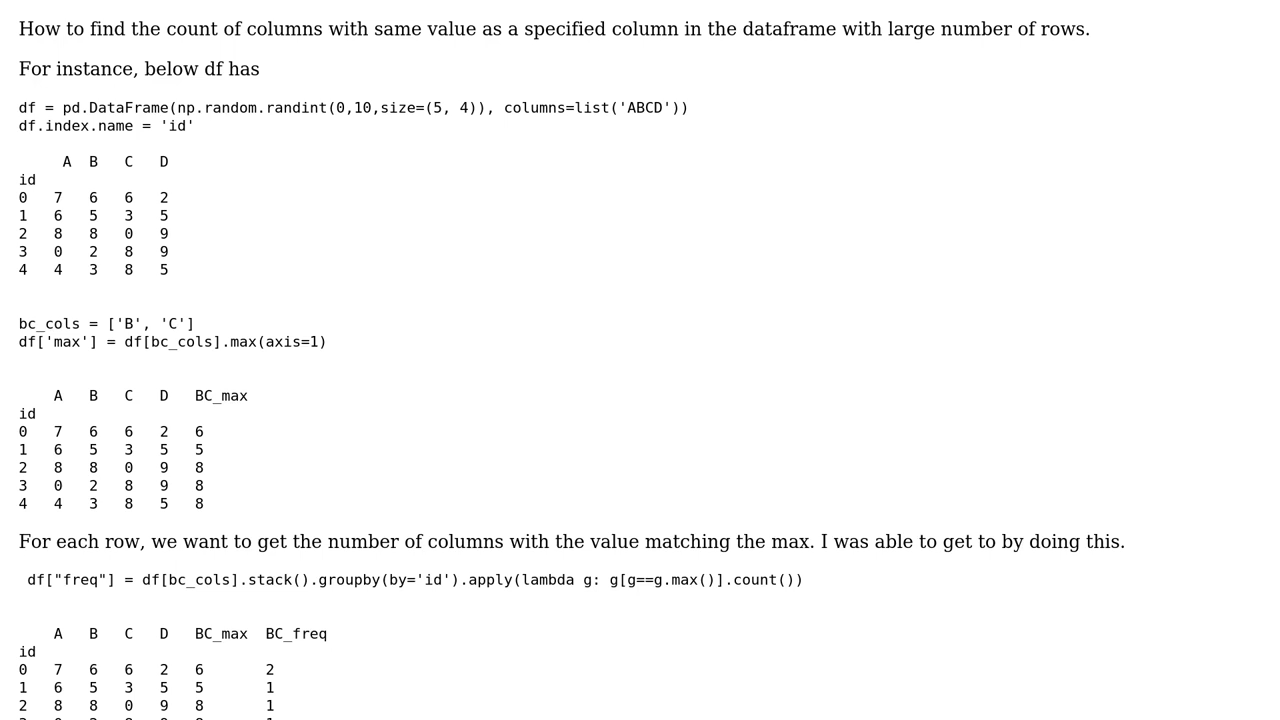 How to find the count of columns with same value as a specified column in the dataframe with large number of rows.
For instance, below df has
df = pd.DataFrame(np.random.randint(0,10,size=(5, 4)), columns=list('ABCD'))
df.index.name = 'id'
     A  B   C   D
id
0   7   6   6   2
1   6   5   3   5
2   8   8   0   9
3   0   2   8   9
4   4   3   8   5
bc_cols = ['B', 'C']
df['max'] = df[bc_cols].max(axis=1)
    A   B   C   D   BC_max
id
0   7   6   6   2   6
1   6   5   3   5   5
2   8   8   0   9   8
3   0   2   8   9   8
4   4   3   8   5   8
For each row, we want to get the number of columns with the value matching the max. I was able to get to by doing this.
df["freq"] = df[bc_cols].stack().groupby(by='id').apply(lambda g: g[g==g.max()].count())
    A   B   C   D   BC_max  BC_freq
id
0   7   6   6   2   6       2
1   6   5   3   5   5       1
2   8   8   0   9   8       1